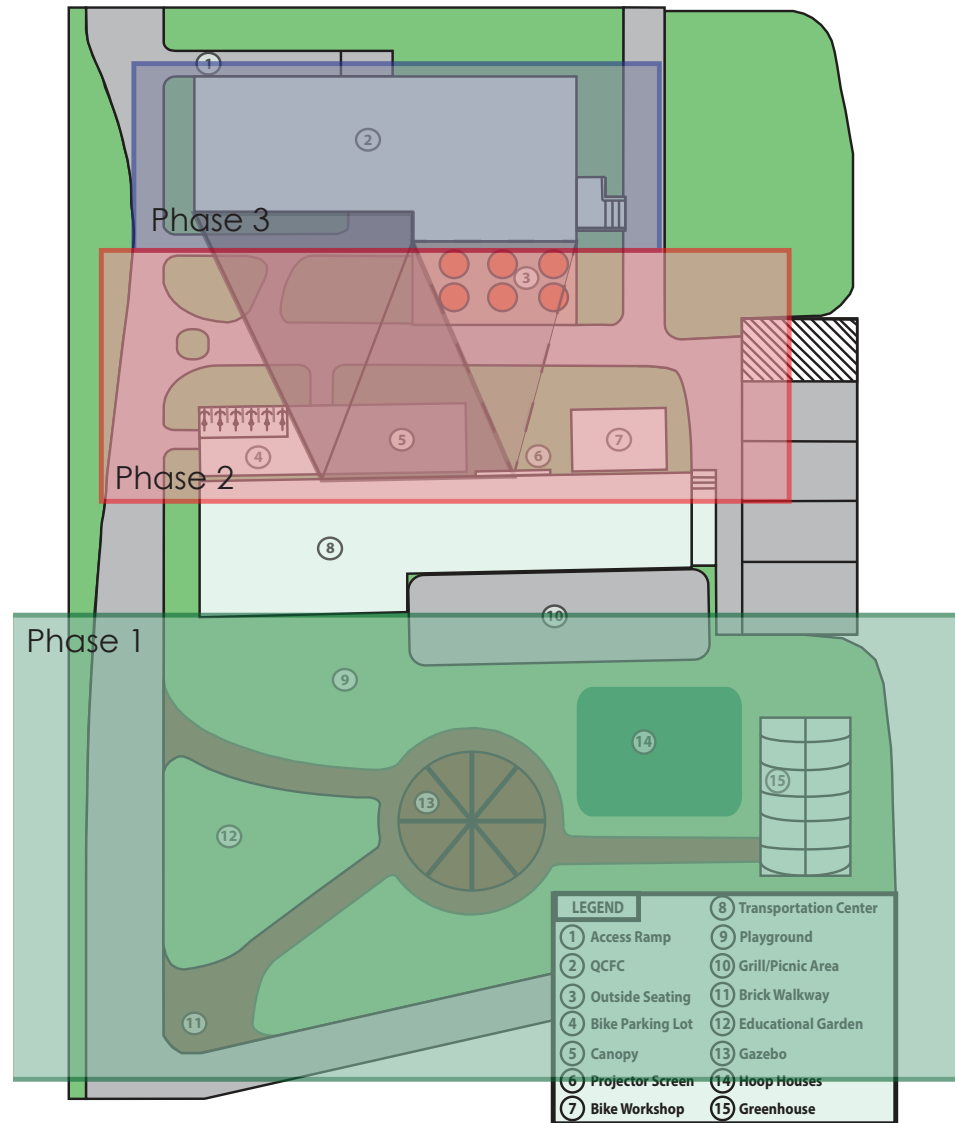 1
2
Phase 3
3
4
5
6
7
Phase 2
8
10
Phase 1
9
14
15
13
12
11
LEGEND
1 Access Ramp
2 QCFC
3 Outside Seating
4 Bike Parking Lot
5 Canopy
6 Projector Screen
7 Bike Workshop
8 Transportation Center
9 Playground
10 Grill/Picnic Area
11 Brick Walkway
12 Educational Garden
13 Gazebo
14 Hoop Houses
15 Greenhouse